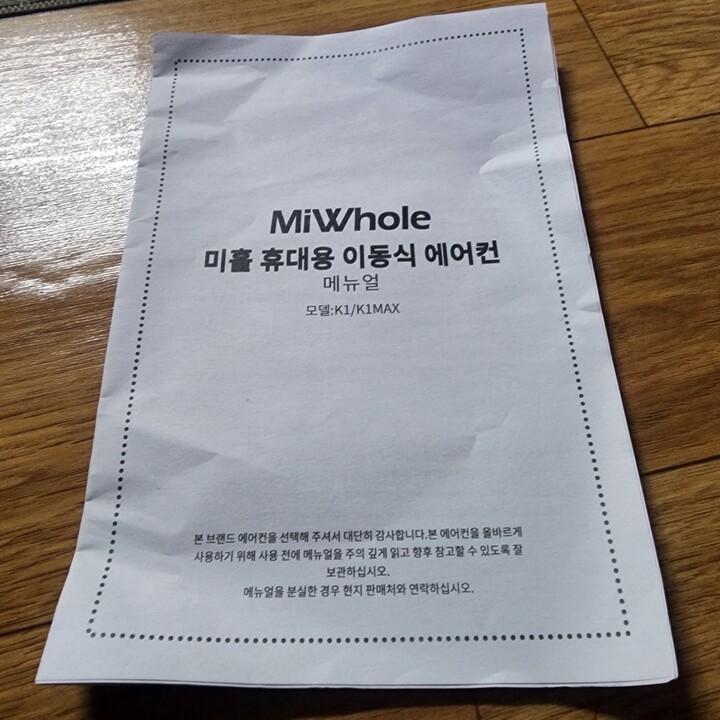 MiWhole
미홀 휴대용 이동식 에어컨
메뉴얼
모델:K1/K1MAX
본 브랜드 에어컨을 선택해 주셔서 대단히 감사합니다.본 에어컨을 올바르게
사용하기 위해 사용 전에 메뉴얼을 주의 깊게 읽고 향후 참고할 수 있도록 잘
보관하십시오.
메뉴얼을 분실한 경우 현지 판매처와 연락하십시오.